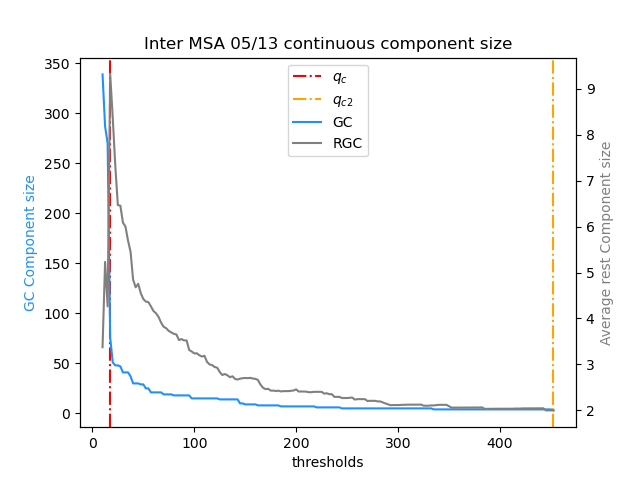 Inter MSA 05/13 continuous component size
350
300
250
200
150
100
50
0
GC Component size
q_c
q_c2
GC
RGC
9
8
7
6
5
4
3
2
Average rest Component size
0 100 200 300 400
thresholds